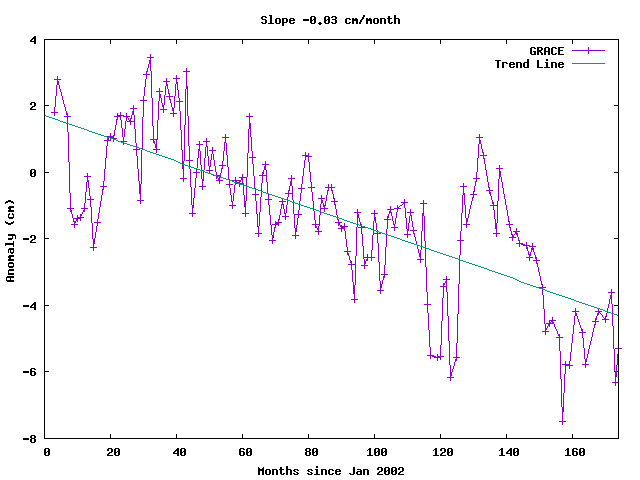 Slope -0.03 cm/month
GRACE
Trend Line
4
2
0
-2
-4
-6
-8
Anomaly (cm)
0 20 40 60 80 100 120 140 160
Months since Jan 2002